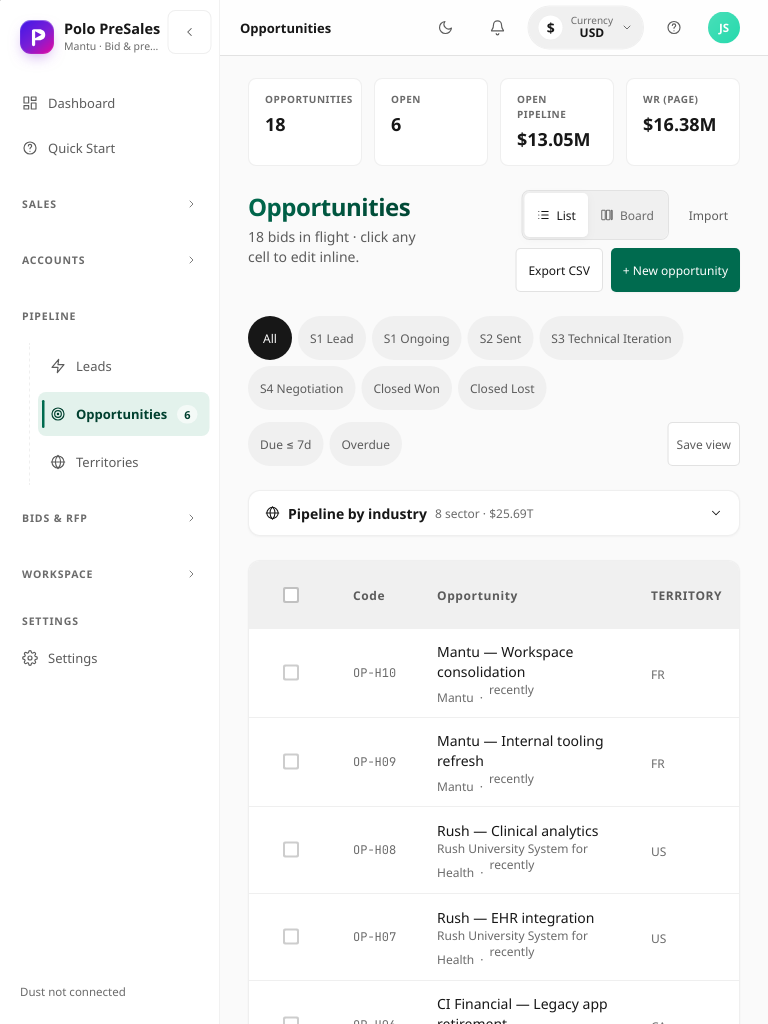 Polo PreSales
Mantu · Bid & pre...
Dashboard
Quick Start
SALES
ACCOUNTS
PIPELINE
Leads
Opportunities 6
Territories
BIDS & RFP
WORKSPACE
SETTINGS
Settings
Dust not connected
Opportunities
$
Currency
USD
JS
OPPORTUNITIES
18
OPEN
6
OPEN
PIPELINE
$13.05M
WR (PAGE)
$16.38M
Opportunities
18 bids in flight · click any
cell to edit inline.
List Board Import
Export CSV + New opportunity
All S1 Lead S1 Ongoing S2 Sent S3 Technical Iteration
S4 Negotiation Closed Won Closed Lost
Due ≤ 7d Overdue Save view
Pipeline by industry 8 sector · $25.69T
Code Opportunity TERRITORY
OP-H10
Mantu — Workspace
consolidation
Mantu · recently
FR
OP-H09
Mantu — Internal tooling
refresh
Mantu · recently
FR
OP-H08
Rush — Clinical analytics
Rush University System for
Health · recently
US
OP-H07
Rush — EHR integration
Rush University System for
Health · recently
US
CI Financial — Legacy app